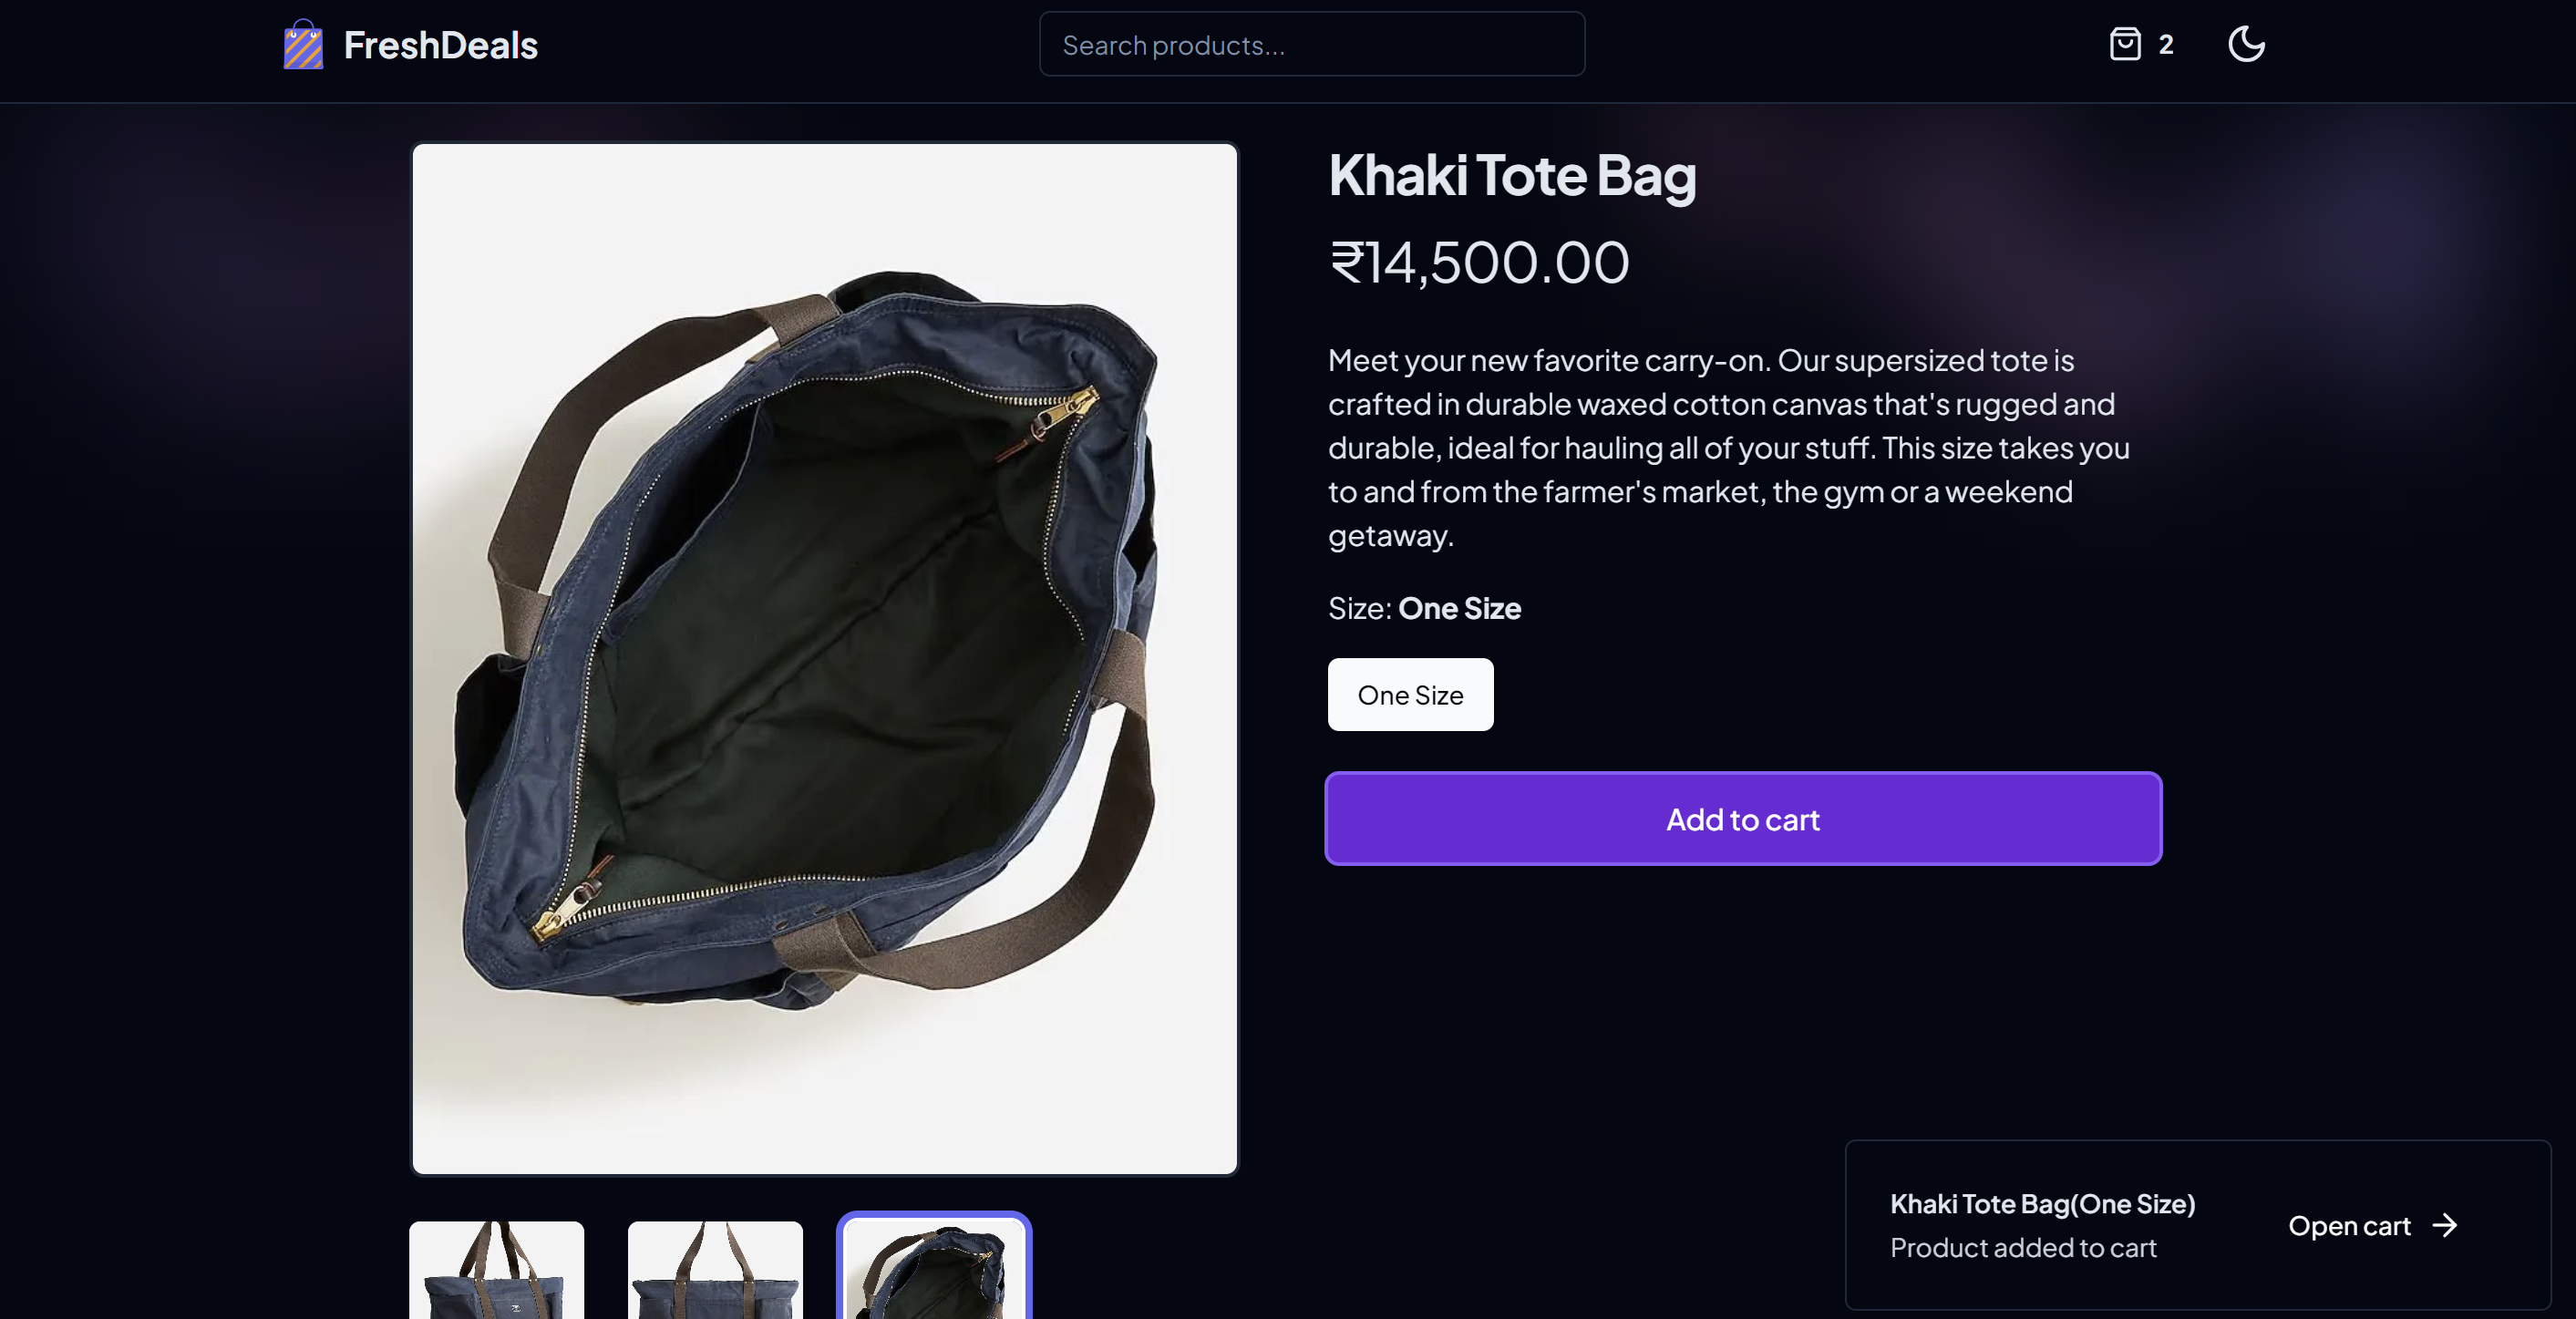 FreshDeals
Search products...
2
Khaki Tote Bag
₹14,500.00
Meet your new favorite carry-on. Our supersized tote is
crafted in durable waxed cotton canvas that's rugged and
durable, ideal for hauling all of your stuff. This size takes you
to and from the farmer's market, the gym or a weekend
getaway.
Size: One Size
One Size
Add to cart
Khaki Tote Bag(One Size)
Product added to cart
Open cart